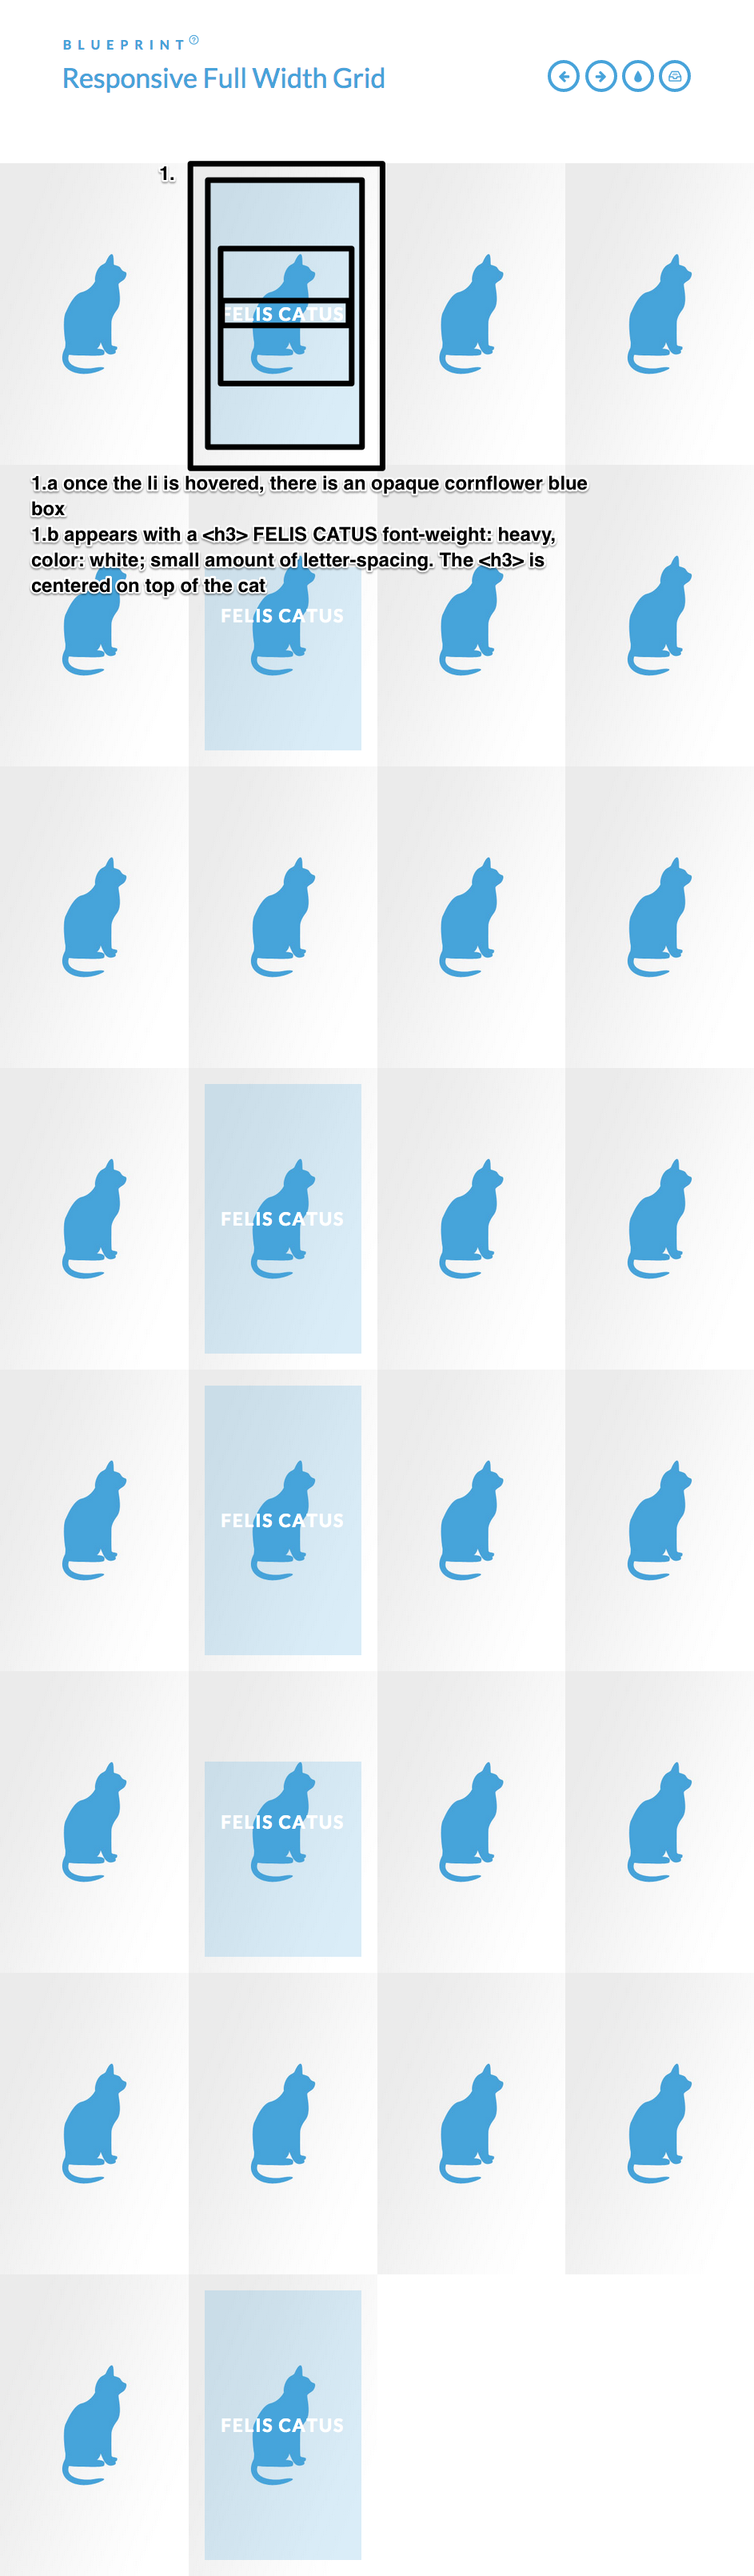 BLUEPRINT?
Responsive Full Width Grid
1.
FELIS CATUS
1.a once the li is hovered, there is an opaque cornflower blue
box
1.b appears with a <h3> FELIS CATUS font-weight: heavy,
color: white; small amount of letter-spacing. The <h3> is
centered on top of the cat
FELIS CATUS
FELIS CATUS
FELIS CATUS
FELIS CATUS
FELIS CATUS